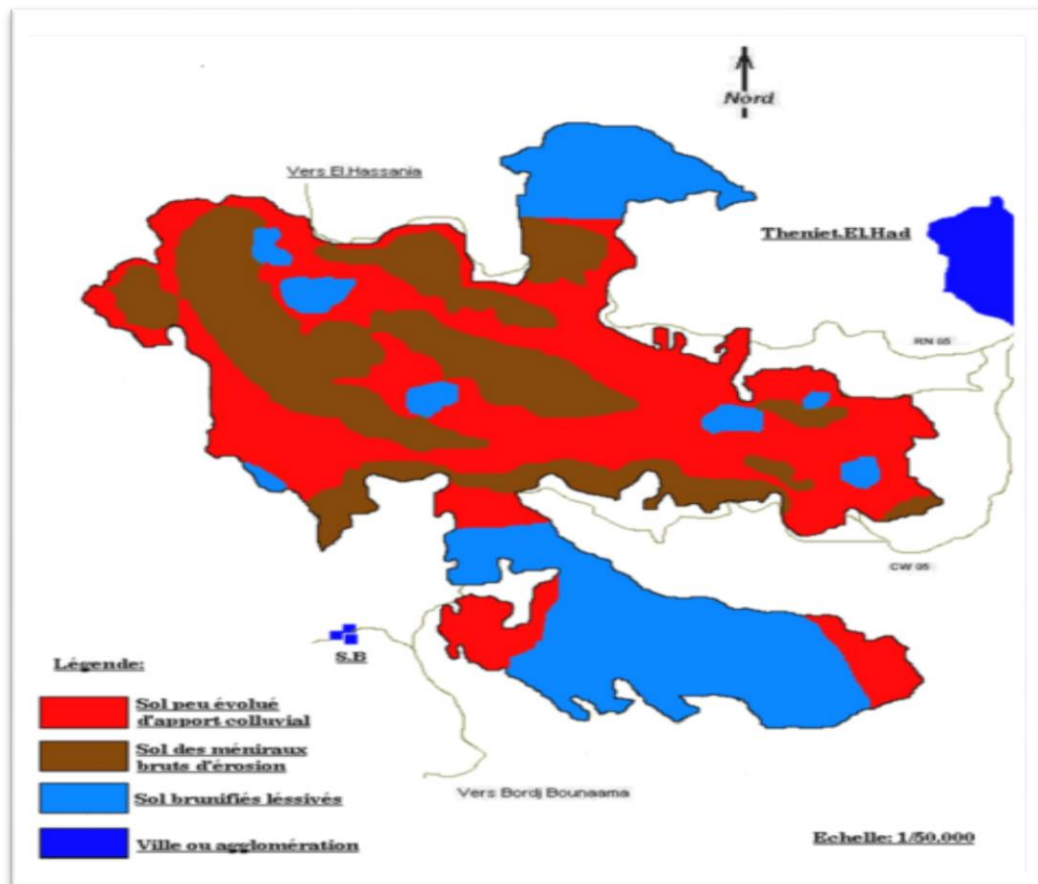 Nord
Vers El.Hassania
Theniet.El.Had
RN 05
CW 05
S.B
Légende:
Sol peu évolué
d'apport colluvial
Sol des méniraux
bruts d'érosion
Sol brunifiés léssivés
Ville ou agglomération
Vers Bordj Bounaama
Echelle: 1/50.000